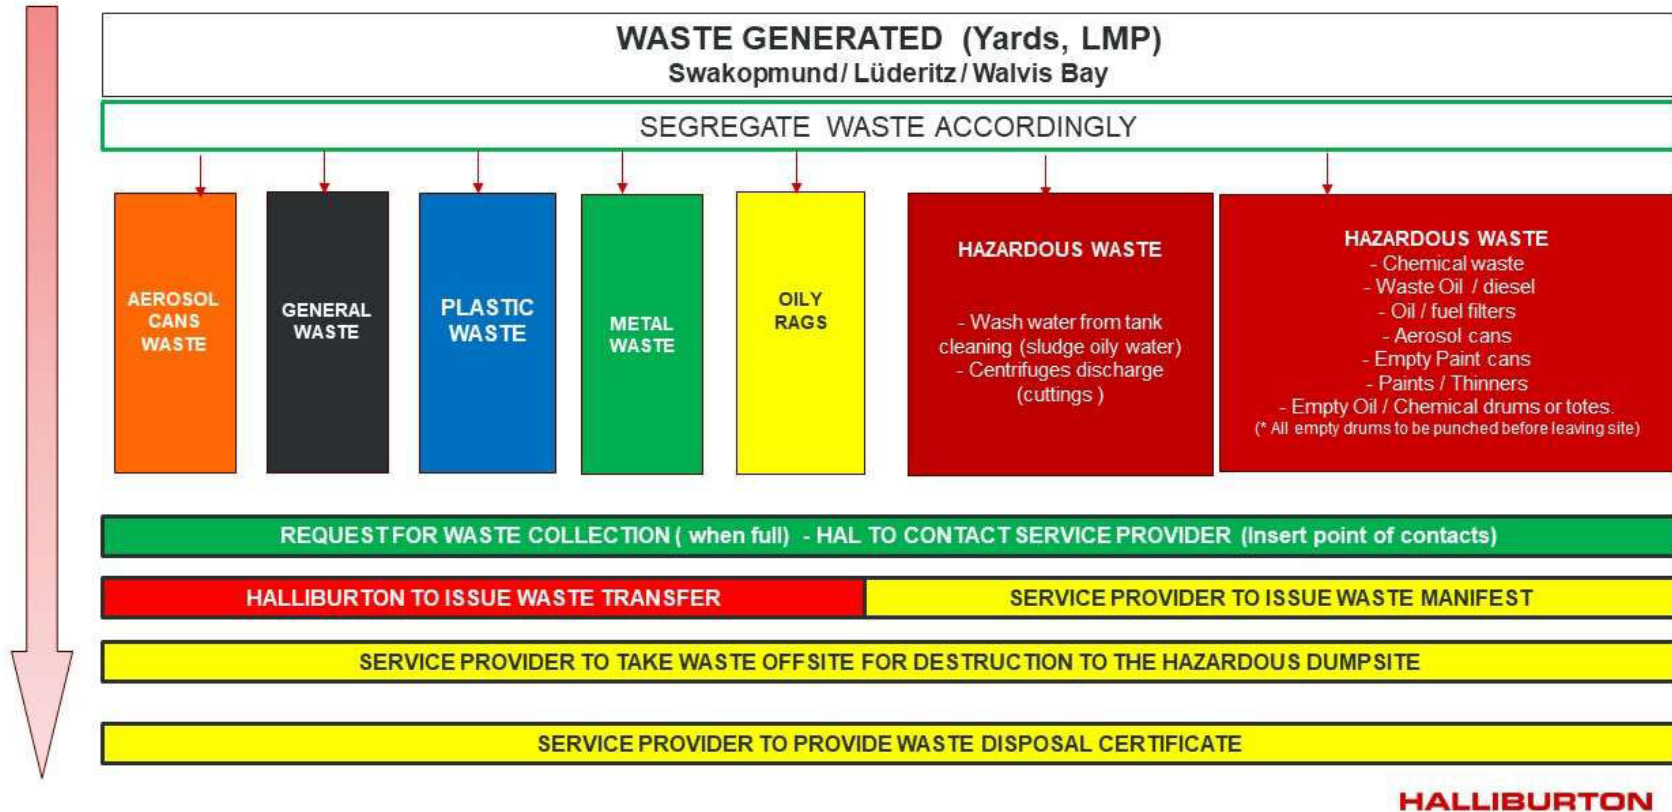 WASTE GENERATED (Yards, LMP)
Swakopmund / Lüderitz / Walvis Bay
SEGREGATE WASTE ACCORDINGLY
AEROSOL
CANS
WASTE
GENERAL
WASTE
PLASTIC
WASTE
METAL
WASTE
OILY
RAGS
HAZARDOUS WASTE
- Wash water from tank
cleaning (sludge oily water)
- Centrifuges discharge
(cuttings )
HAZARDOUS WASTE
- Chemical waste
- Waste Oil / diesel
- Oil / fuel filters
- Aerosol cans
- Empty Paint cans
- Paints / Thinners
- Empty Oil / Chemical drums or totes.
(* All empty drums to be punched before leaving site)
REQUEST FOR WASTE COLLECTION ( when full) - HAL TO CONTACT SERVICE PROVIDER (Insert point of contacts)
HALLIBURTON TO ISSUE WASTE TRANSFER
SERVICE PROVIDER TO ISSUE WASTE MANIFEST
SERVICE PROVIDER TO TAKE WASTE OFFSITE FOR DESTRUCTION TO THE HAZARDOUS DUMPSITE
SERVICE PROVIDER TO PROVIDE WASTE DISPOSAL CERTIFICATE
HALLIBURTON